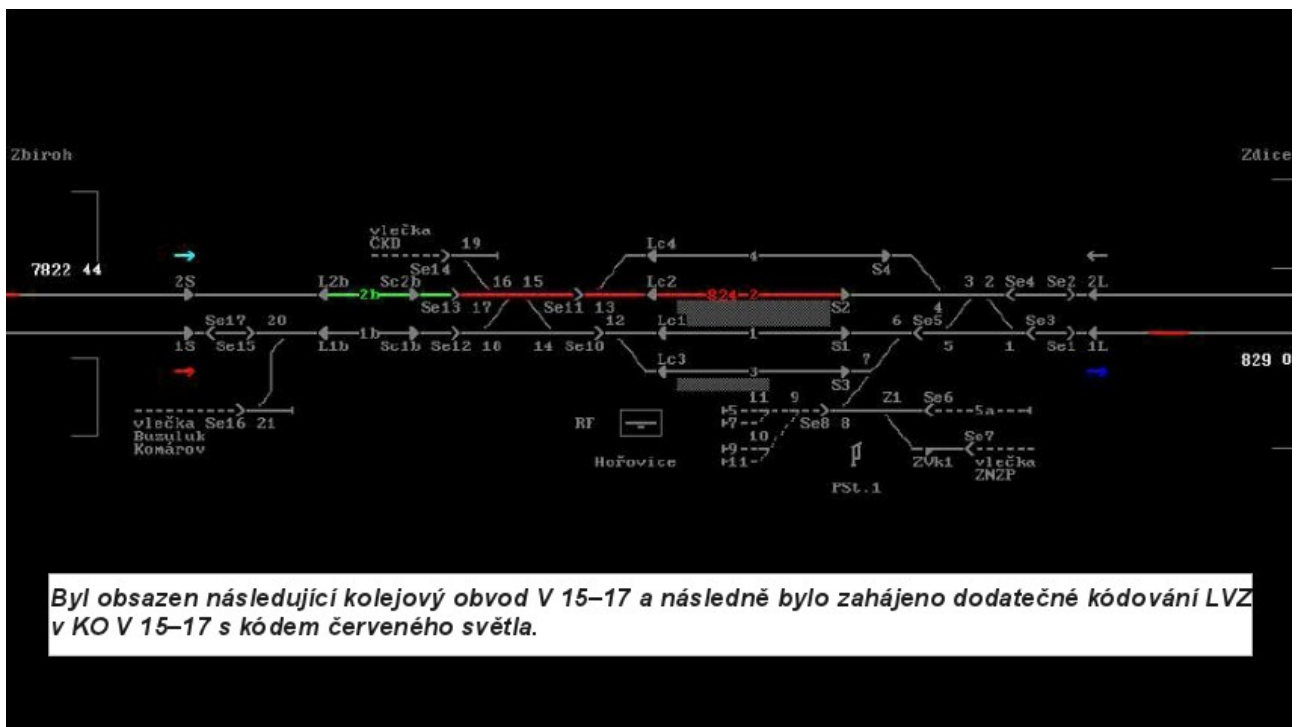 Zbiroh Zdice
vlečka
ČKD 19 Lc4 4 S4
7822 44 Se14
2S L2b Sc2b 16 15 Lc2 3 2 Se4 Se2 2L
2b 824-2
Se13 17 Se11 13 S2 4
Se17 20 12 Lc1 6 Se5 Se3
1b 1
1S Se15 L1b Sc1b Se12 18 14 Se10 S1 5 1 Se1 1L
Lc3 7 829 0
3
S3
11 9 Z1 Se6
5 5a
vlečka Se16 21 RF 7 Se8 8
Buzuluk 10 Se7
Komárov Hořovice 9
11 ZVk1 vlečka
PSt.1 ZNZP
Byl obsazen následující kolejový obvod V 15–17 a následně bylo zahájeno dodatečné kódování LVZ
v KO V 15–17 s kódem červeného světla.